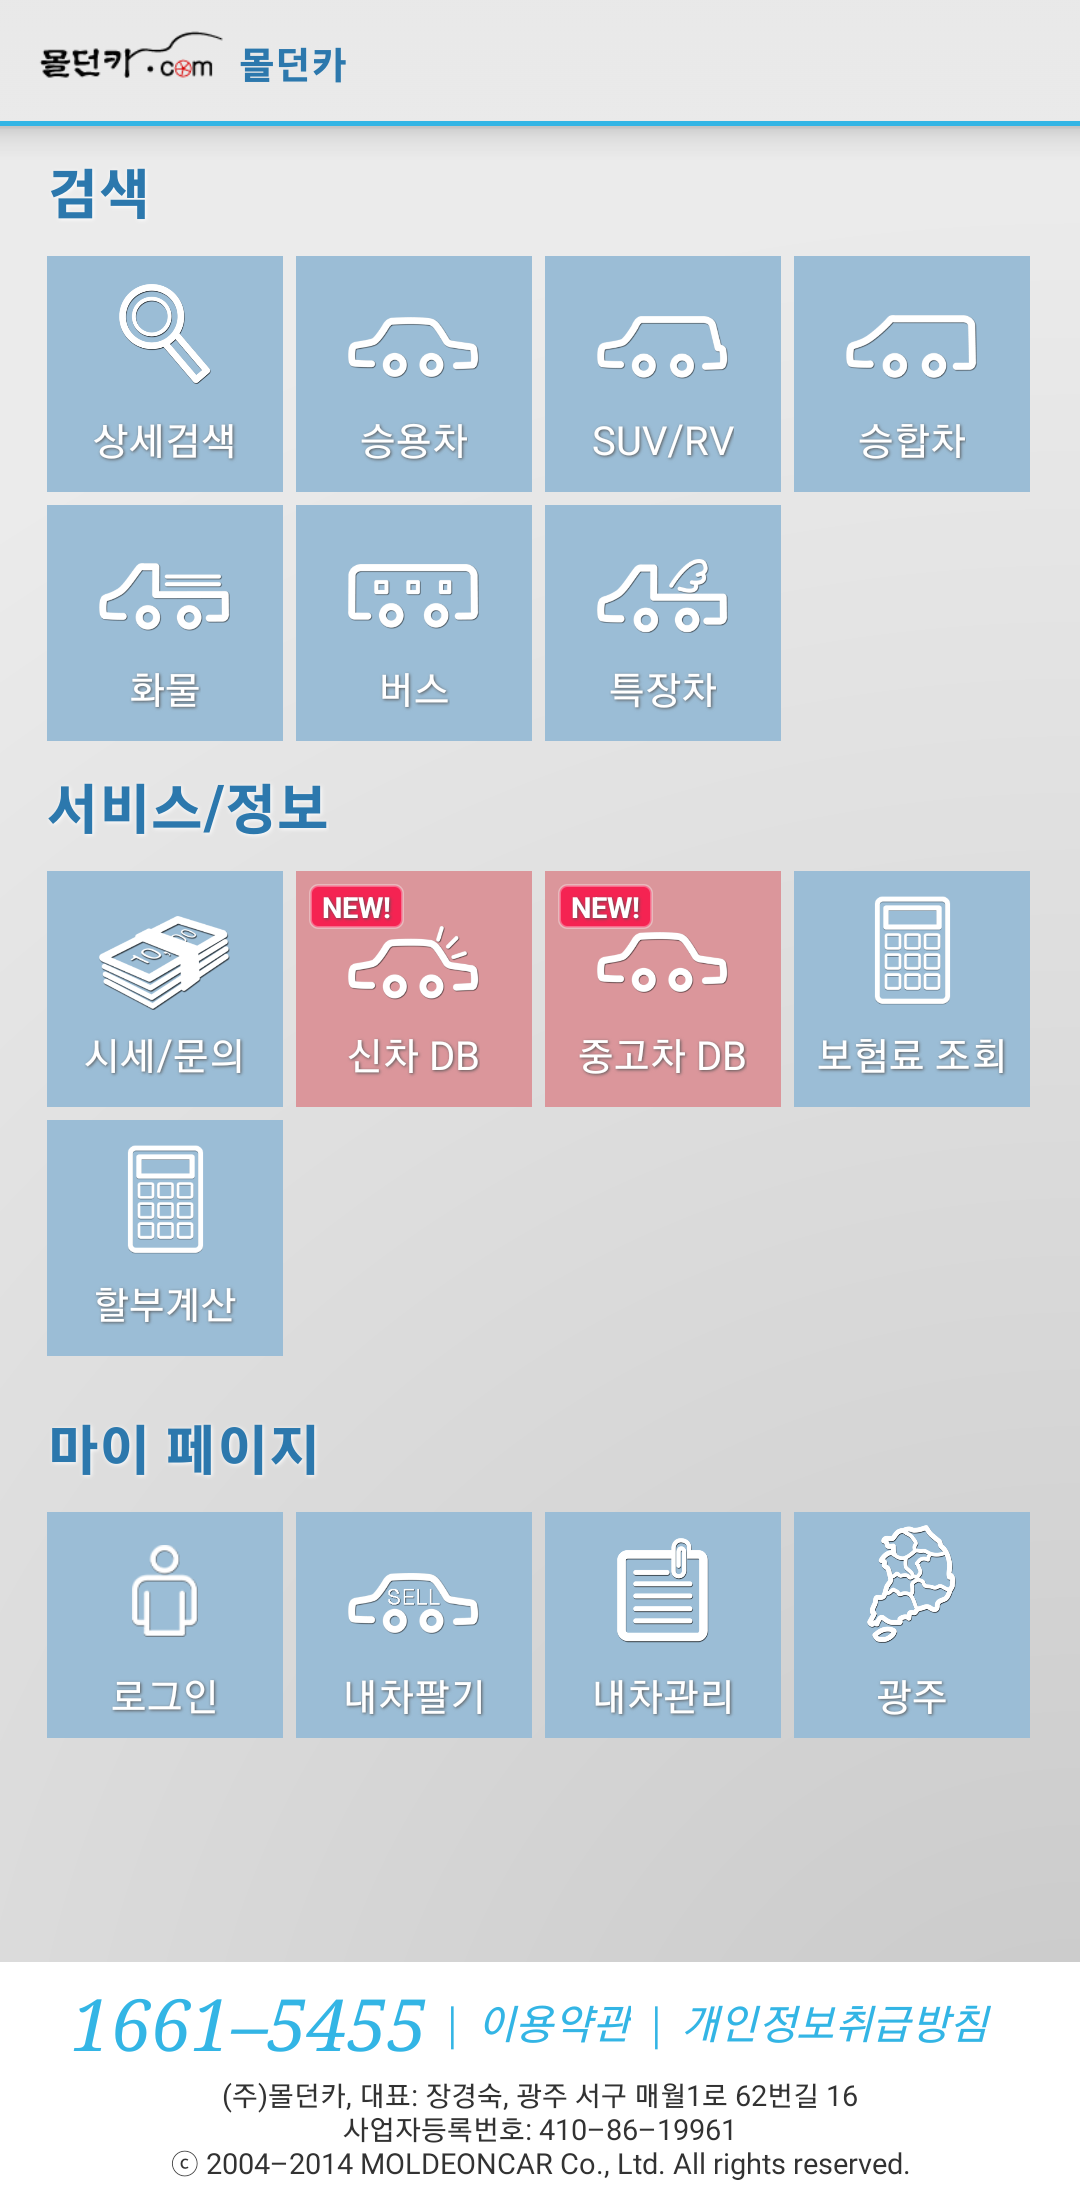 몰던카.com 몰던카
검색
상세검색 승용차 SUV/RV 승합차
화물 버스 특장차
서비스/정보
NEW! NEW!
시세/문의 신차 DB 중고차 DB 보험료 조회
할부계산
마이 페이지
SELL
로그인 내차팔기 내차관리 광주
1661-5455 | 이용약관 | 개인정보취급방침
(주)몰던카, 대표: 장경숙, 광주 서구 매월1로 62번길 16
사업자등록번호: 410-86-19961
ⓒ 2004-2014 MOLDEONCAR Co., Ltd. All rights reserved.